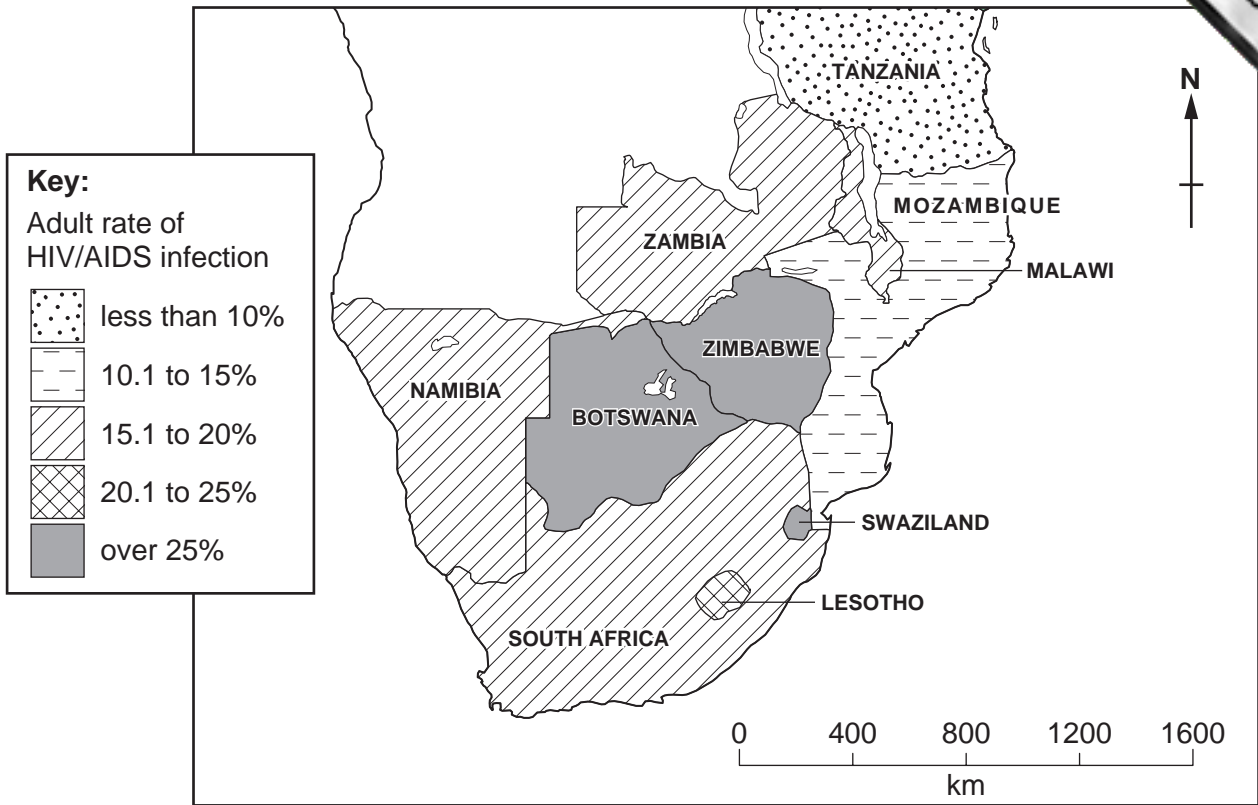 TANZANIA
N
Key:
Adult rate of
HIV/AIDS infection
less than 10%
10.1 to 15%
15.1 to 20%
20.1 to 25%
over 25%
MOZAMBIQUE
ZAMBIA
MALAWI
ZIMBABWE
NAMIBIA
BOTSWANA
SWAZILAND
LESOTHO
SOUTH AFRICA
0 400 800 1200 1600
km